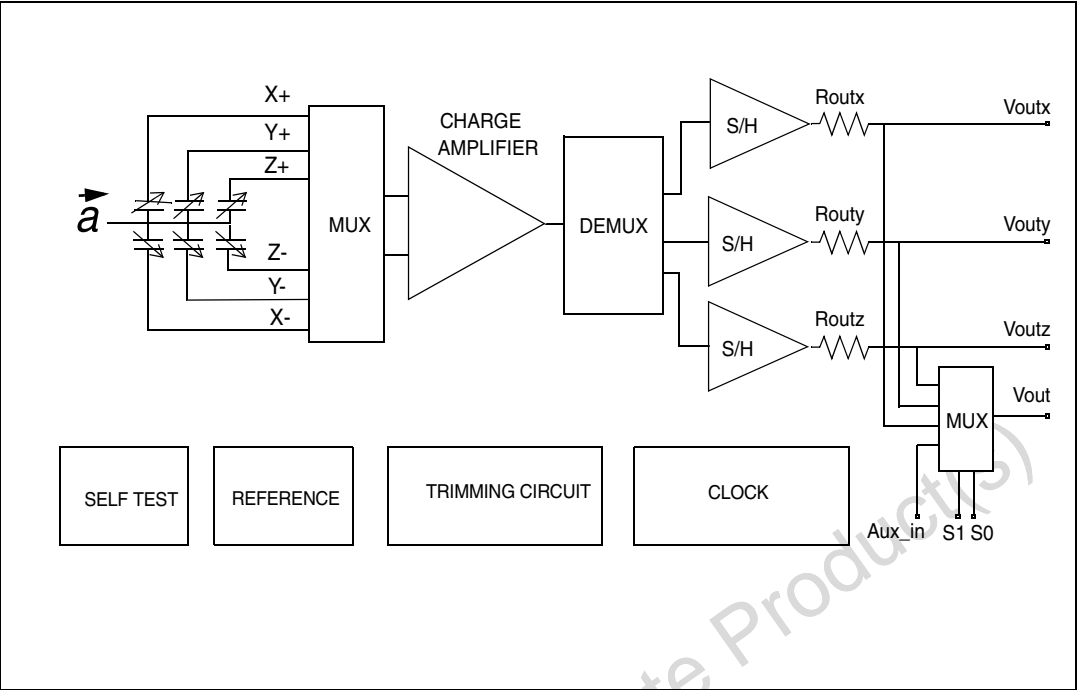 X+
Y+
Z+
a
Z-
Y-
X-
MUX
CHARGE
AMPLIFIER
DEMUX
S/H
Routx
Voutx
S/H
Routy
Vouty
S/H
Routz
Voutz
MUX
Vout
Aux_in
S1 S0
SELF TEST
REFERENCE
TRIMMING CIRCUIT
CLOCK
Product(s)